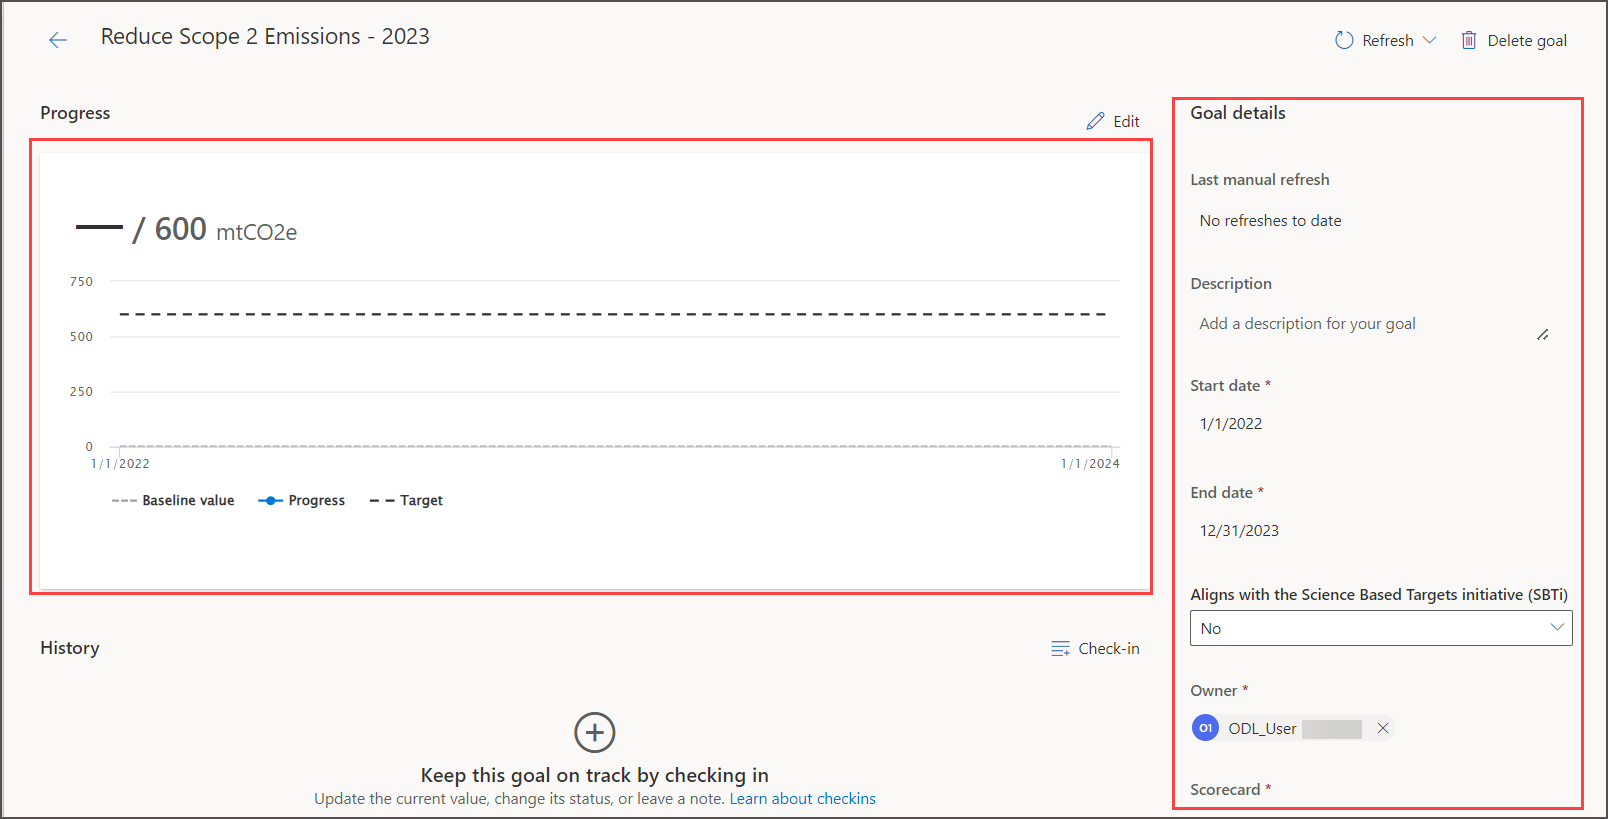 Reduce Scope 2 Emissions - 2023
Refresh
Delete goal
Progress
Edit
/ 600 mtCO2e
750
500
250
0
1/1/2022
1/1/2024
Baseline value
Progress
Target
History
Check-in
Keep this goal on track by checking in
Update the current value, change its status, or leave a note. Learn about checkins
Goal details
Last manual refresh
No refreshes to date
Description
Add a description for your goal
Start date *
1/1/2022
End date *
12/31/2023
Aligns with the Science Based Targets initiative (SBTi)
No
Owner *
O1 ODL_User
Scorecard *